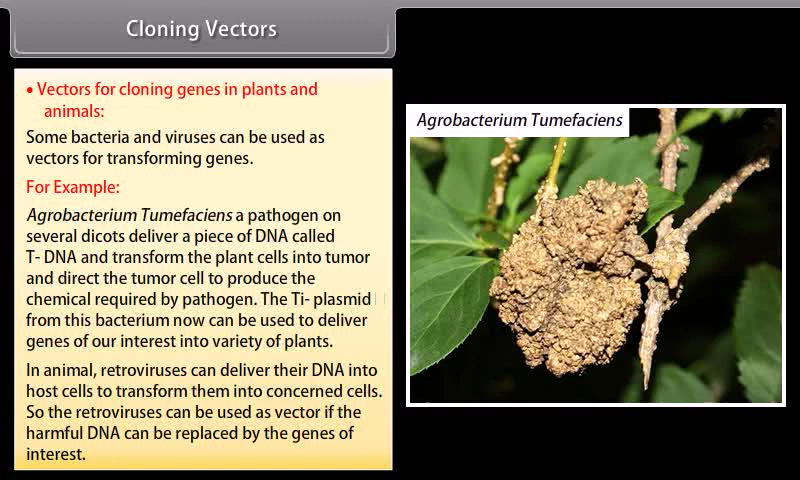 Cloning Vectors
• Vectors for cloning genes in plants and
animals:
Some bacteria and viruses can be used as
vectors for transforming genes.
For Example:
Agrobacterium Tumefaciens a pathogen on
several dicots deliver a piece of DNA called
T- DNA and transform the plant cells into tumor
and direct the tumor cell to produce the
chemical required by pathogen. The Ti- plasmid
from this bacterium now can be used to deliver
genes of our interest into variety of plants.
In animal, retroviruses can deliver their DNA into
host cells to transform them into concerned cells.
So the retroviruses can be used as vector if the
harmful DNA can be replaced by the genes of
interest.
Agrobacterium Tumefaciens